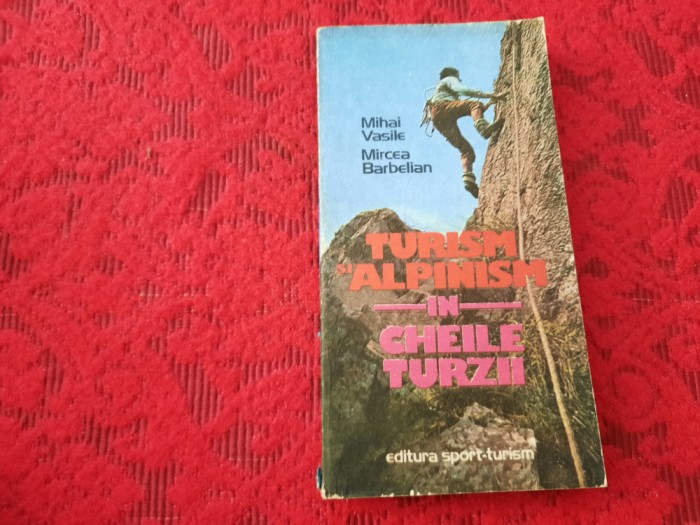 Mihai
Vasile
Mircea
Barbelian
TURISM
ȘI ALPINISM
IN
CHEILE
TURZII
editura sport-turism